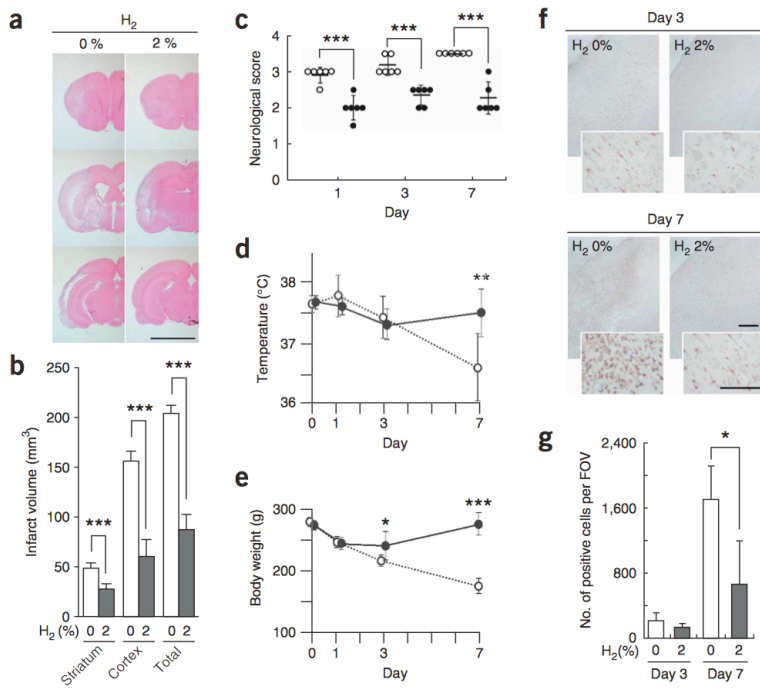 a
H2
0 %
2 %
b
Infarct volume (mm3)
250
200
150
100
50
0
***
***
***
H2 (%)
0 2 0 2 0 2
Striatum
Cortex
Total
c
Neurological score
4
3
2
1
0
***
***
***
1
3
7
Day
d
Temperature (°C)
38
37
36
**
0 1 3 7
Day
e
Body weight (g)
300
200
100
*
***
0 1 3 7
Day
f
Day 3
H2 0%
H2 2%
Day 7
H2 0%
H2 2%
g
No. of positive cells per FOV
2,400
1,600
800
0
*
H2(%)
0 2 0 2
Day 3
Day 7